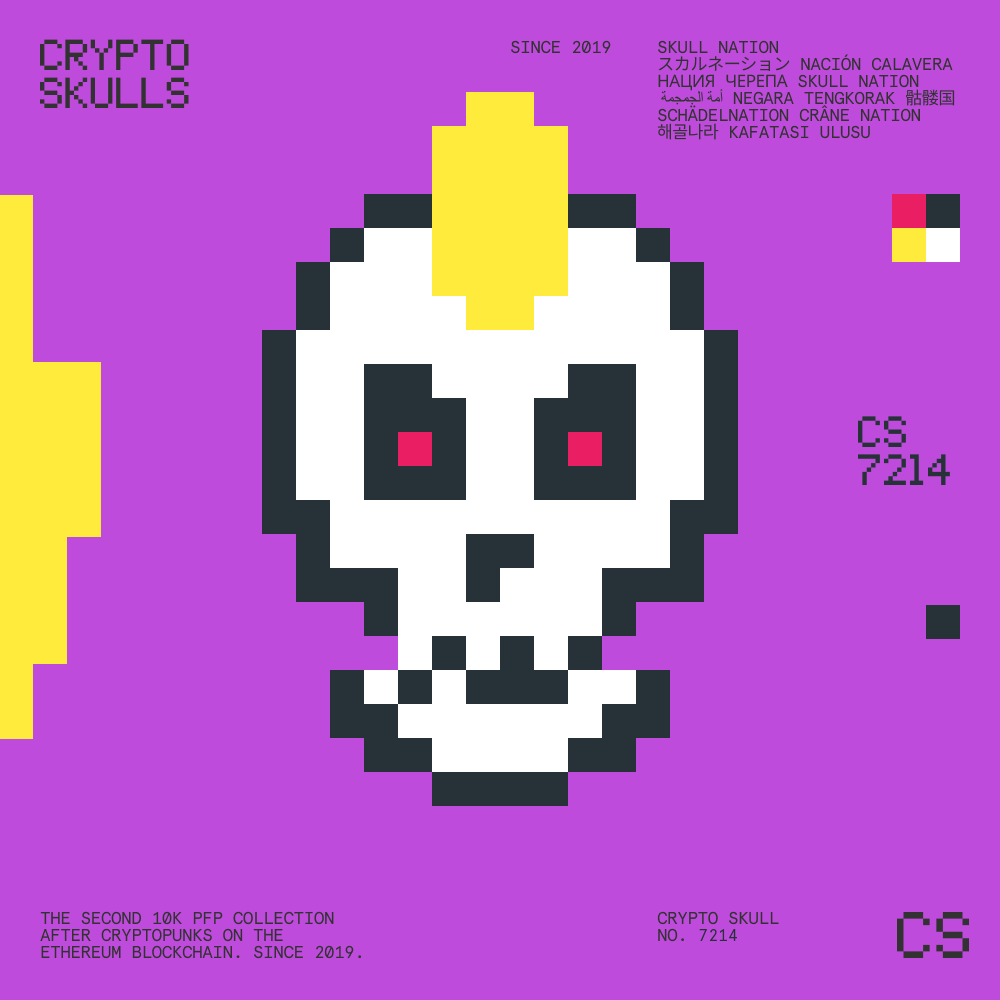 CRYPTO
SKULLS
SINCE 2019
SKULL NATION
スカルネーション NACIÓN CALAVERA
НАЦИЯ ЧЕРЕПА SKULL NATION
أمة الجمجمة NEGARA TENGKORAK 骷髅国
SCHÄDELNATION CRÂNE NATION
해골나라 KAFATASI ULUSU
CS
7214
THE SECOND 10K PFP COLLECTION
AFTER CRYPTOPUNKS ON THE
ETHEREUM BLOCKCHAIN. SINCE 2019.
CRYPTO SKULL
NO. 7214
CS